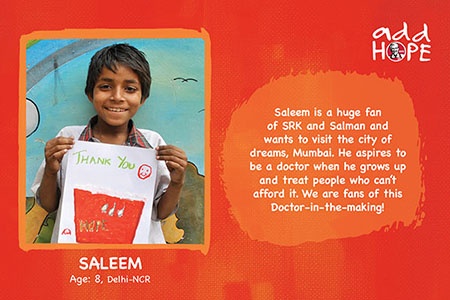 add
HOPE
THANK YOU
Saleem is a huge fan
of SRK and Salman and
wants to visit the city of
dreams, Mumbai. He aspires to
be a doctor when he grows up
and treat people who can't
afford it. We are fans of this
Doctor-in-the-making!
SALEEM
Age: 8, Delhi-NCR